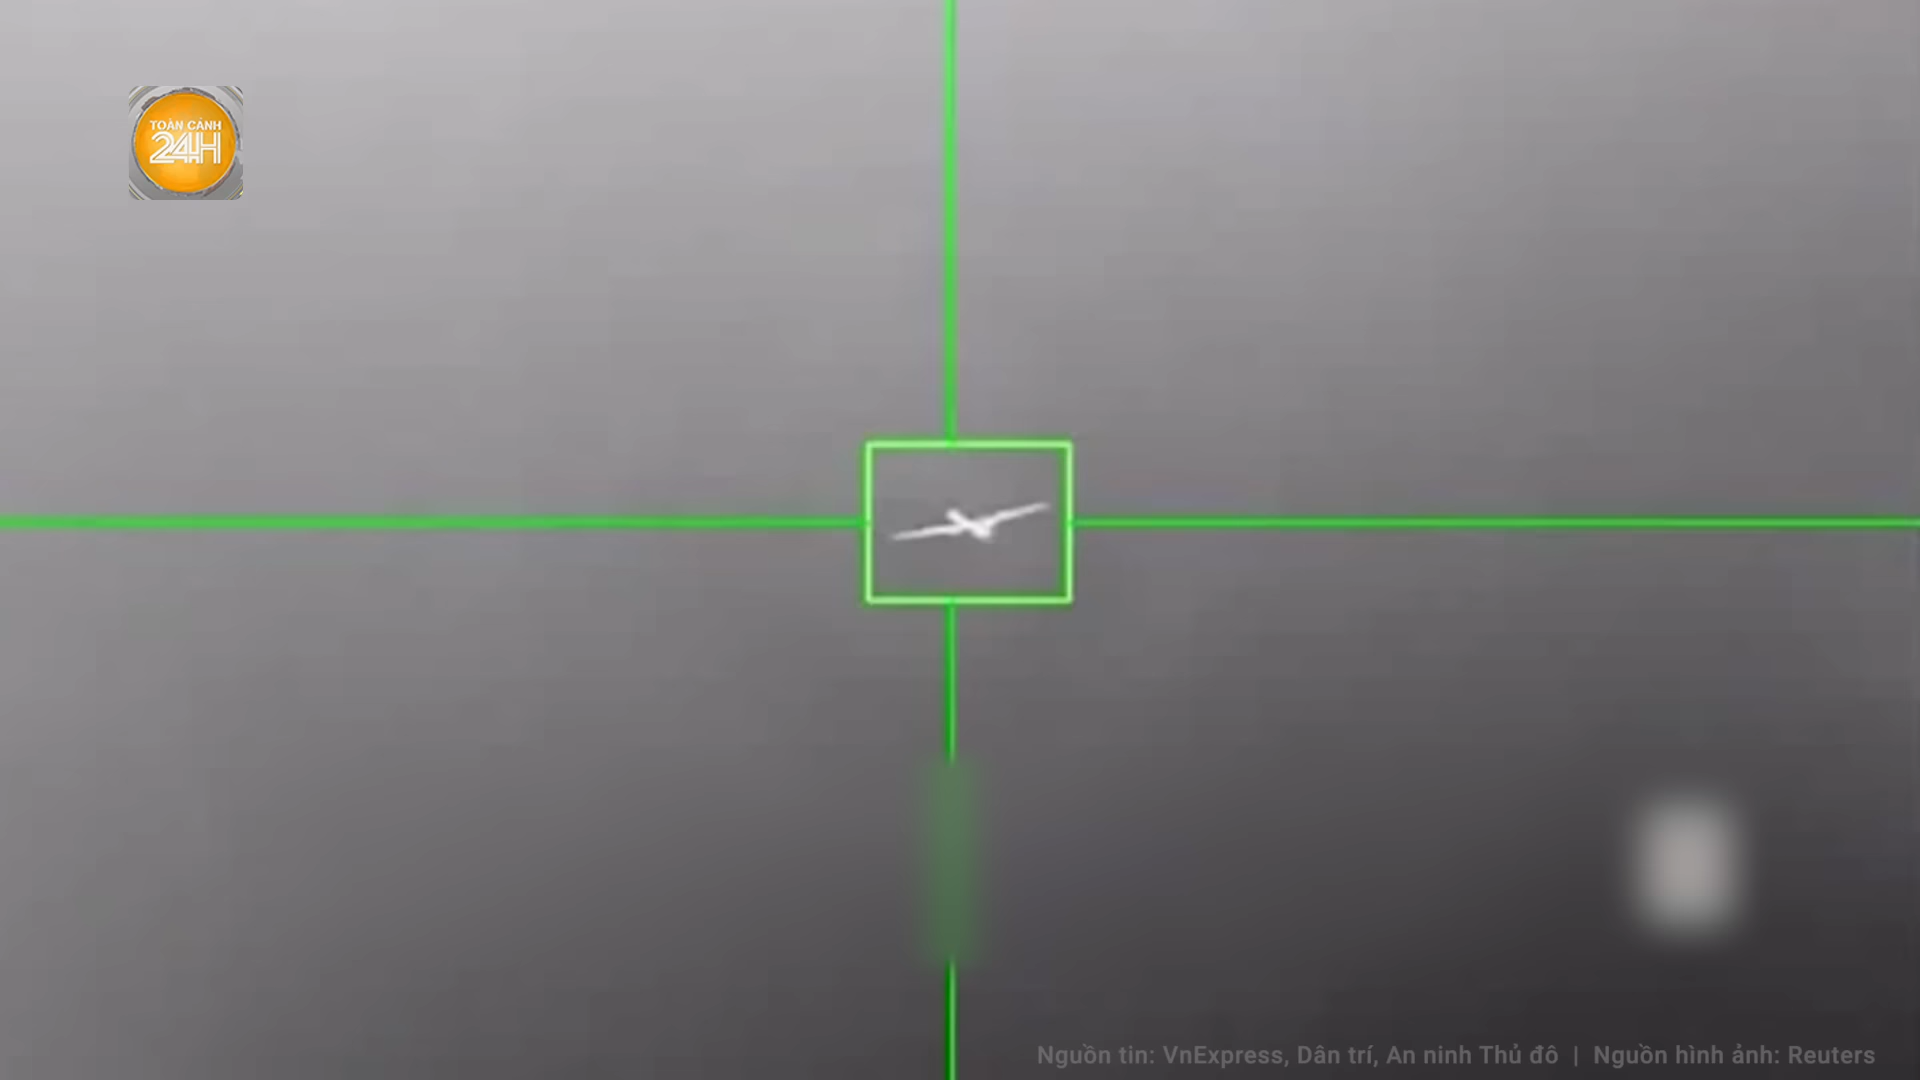 TOÀN CẢNH
24H
Nguồn tin: VnExpress, Dân trí, An ninh Thủ đô | Nguồn hình ảnh: Reuters